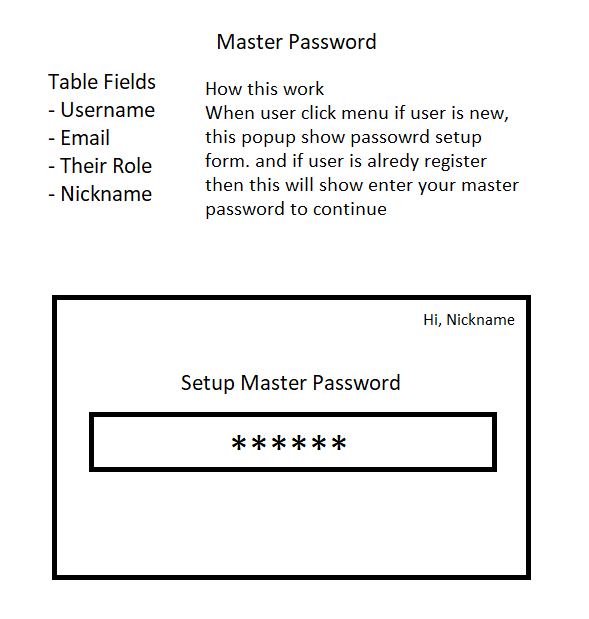 Master Password
Table Fields
- Username
- Email
- Their Role
- Nickname
How this work
When user click menu if user is new,
this popup show passowrd setup
form. and if user is alredy register
then this will show enter your master
password to continue
Hi, Nickname
Setup Master Password
******